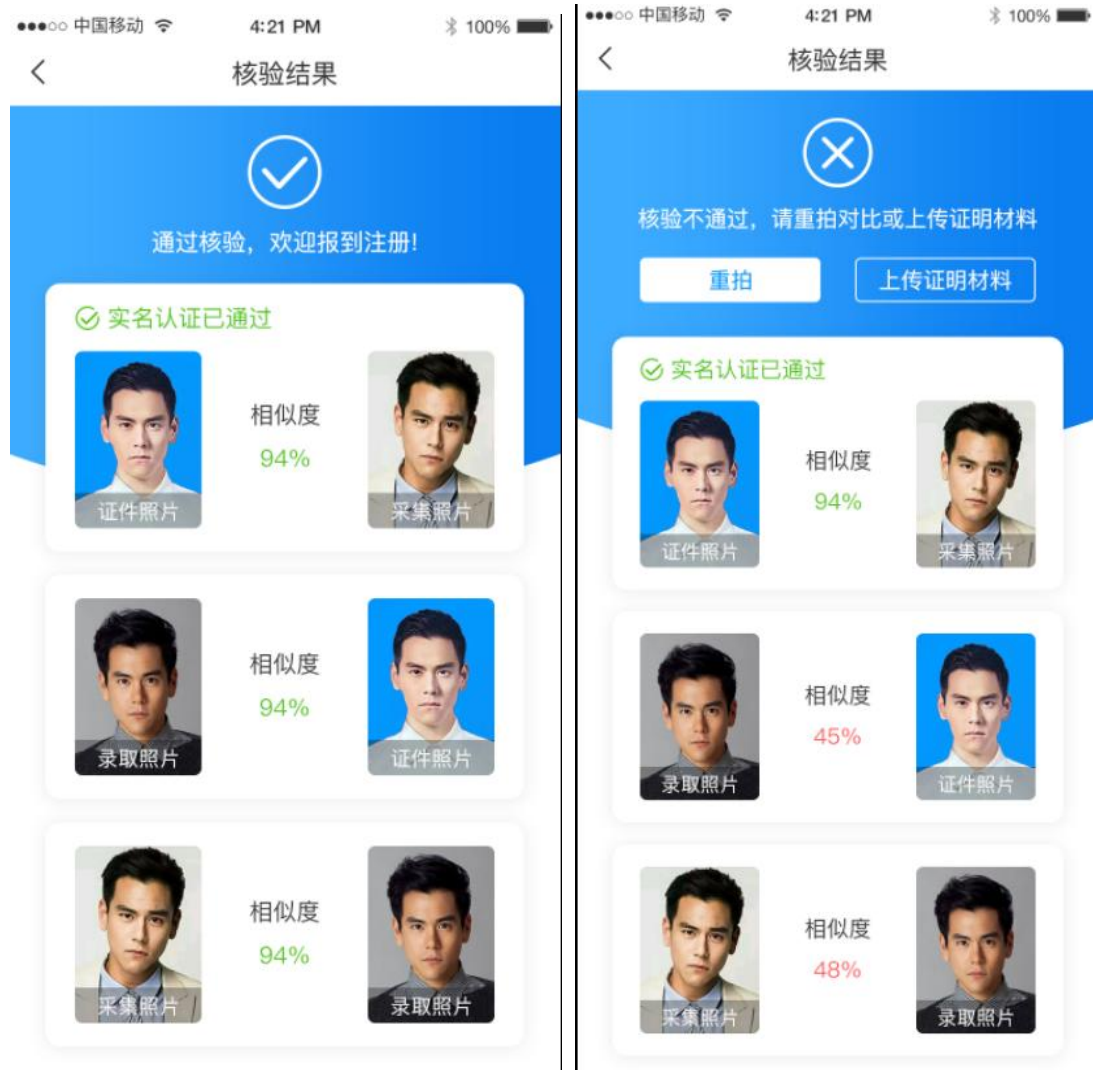 中国移动 4:21 PM 100%
核验结果
通过核验，欢迎报到注册!
实名认证已通过
相似度
94%
证件照片 采集照片
相似度
94%
录取照片 证件照片
相似度
94%
采集照片 录取照片
中国移动 4:21 PM 100%
核验结果
核验不通过，请重拍对比或上传证明材料
重拍 上传证明材料
实名认证已通过
相似度
94%
证件照片 采集照片
相似度
45%
录取照片 证件照片
相似度
48%
采集照片 录取照片